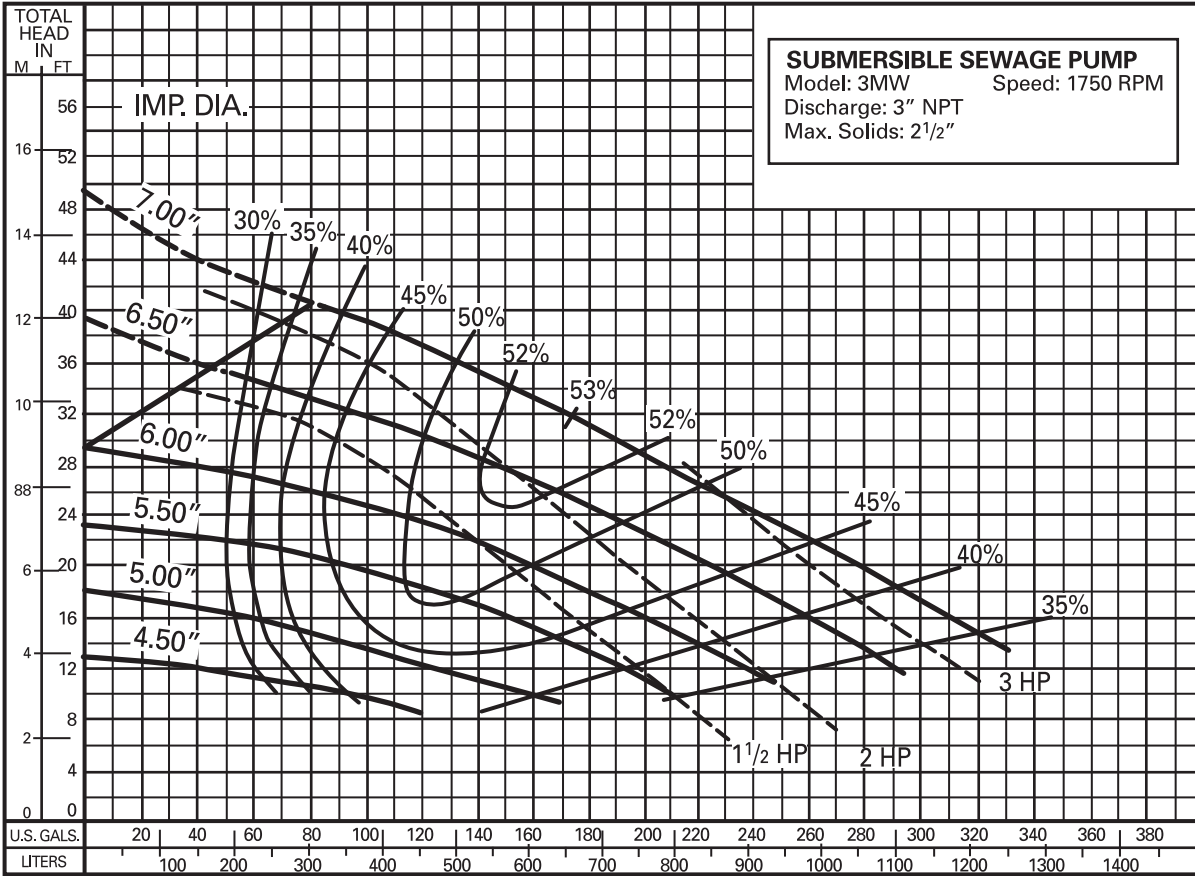 TOTAL
HEAD
IN
M FT
SUBMERSIBLE SEWAGE PUMP
Model: 3MW Speed: 1750 RPM
Discharge: 3” NPT
Max. Solids: 2 1/2”
IMP. DIA.
56
16
52
48
14
44
40
12
36
10
32
28
88
24
20
6
16
4
12
8
2
4
0 0
7.00”
6.50”
6.00”
5.50”
5.00”
4.50”
30%
35%
40%
45%
50%
52%
53%
52%
50%
45%
40%
35%
3 HP
1 1/2 HP
2 HP
U.S. GALS. 20 40 60 80 100 120 140 160 180 200 220 240 260 280 300 320 340 360 380
LITERS 100 200 300 400 500 600 700 800 900 1000 1100 1200 1300 1400